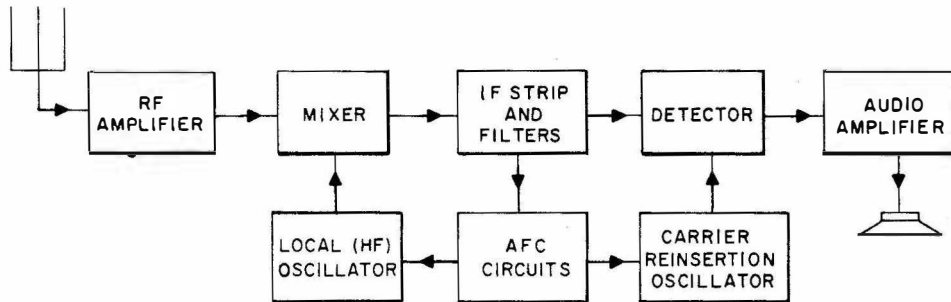 RF
AMPLIFIER
MIXER
IF STRIP
AND
FILTERS
DETECTOR
AUDIO
AMPLIFIER
LOCAL (HF)
OSCILLATOR
AFC
CIRCUITS
CARRIER
REINSERTION
OSCILLATOR